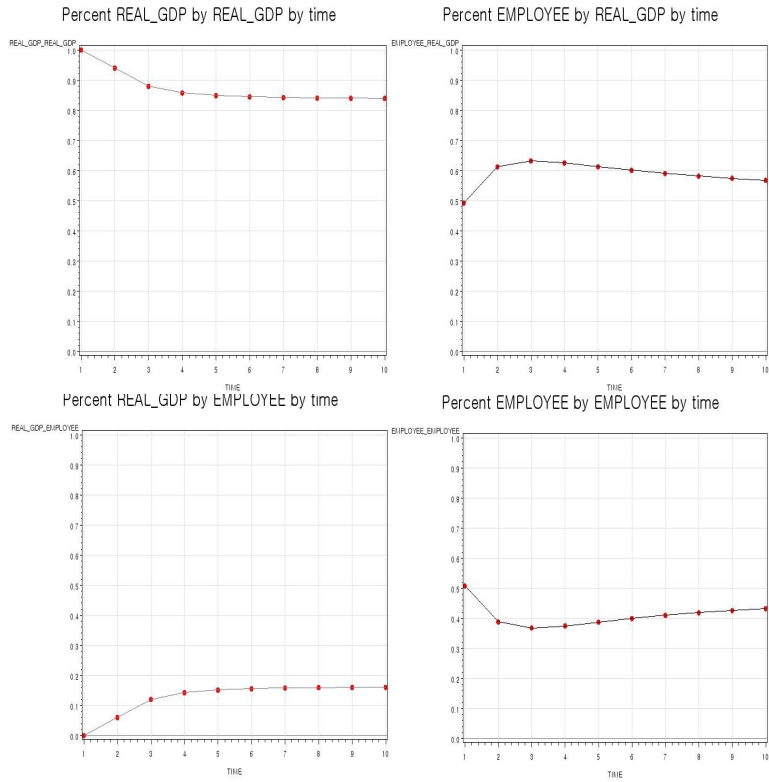 Percent REAL_GDP by REAL_GDP by time
REAL_GDP_REAL_GDP
1.0
0.9
0.8
0.7
0.6
0.5
0.4
0.3
0.2
0.1
0.0
1 2 3 4 5 6 7 8 9 10
TIME
Percent EMPLOYEE by REAL_GDP by time
EMPLOYEE_REAL_GDP
1.0
0.9
0.8
0.7
0.6
0.5
0.4
0.3
0.2
0.1
0.0
1 2 3 4 5 6 7 8 9 10
TIME
Percent REAL_GDP by EMPLOYEE by time
REAL_GDP_EMPLOYEE
1.0
0.9
0.8
0.7
0.6
0.5
0.4
0.3
0.2
0.1
0.0
1 2 3 4 5 6 7 8 9 10
TIME
Percent EMPLOYEE by EMPLOYEE by time
EMPLOYEE_EMPLOYEE
1.0
0.9
0.8
0.7
0.6
0.5
0.4
0.3
0.2
0.1
0.0
1 2 3 4 5 6 7 8 9 10
TIME